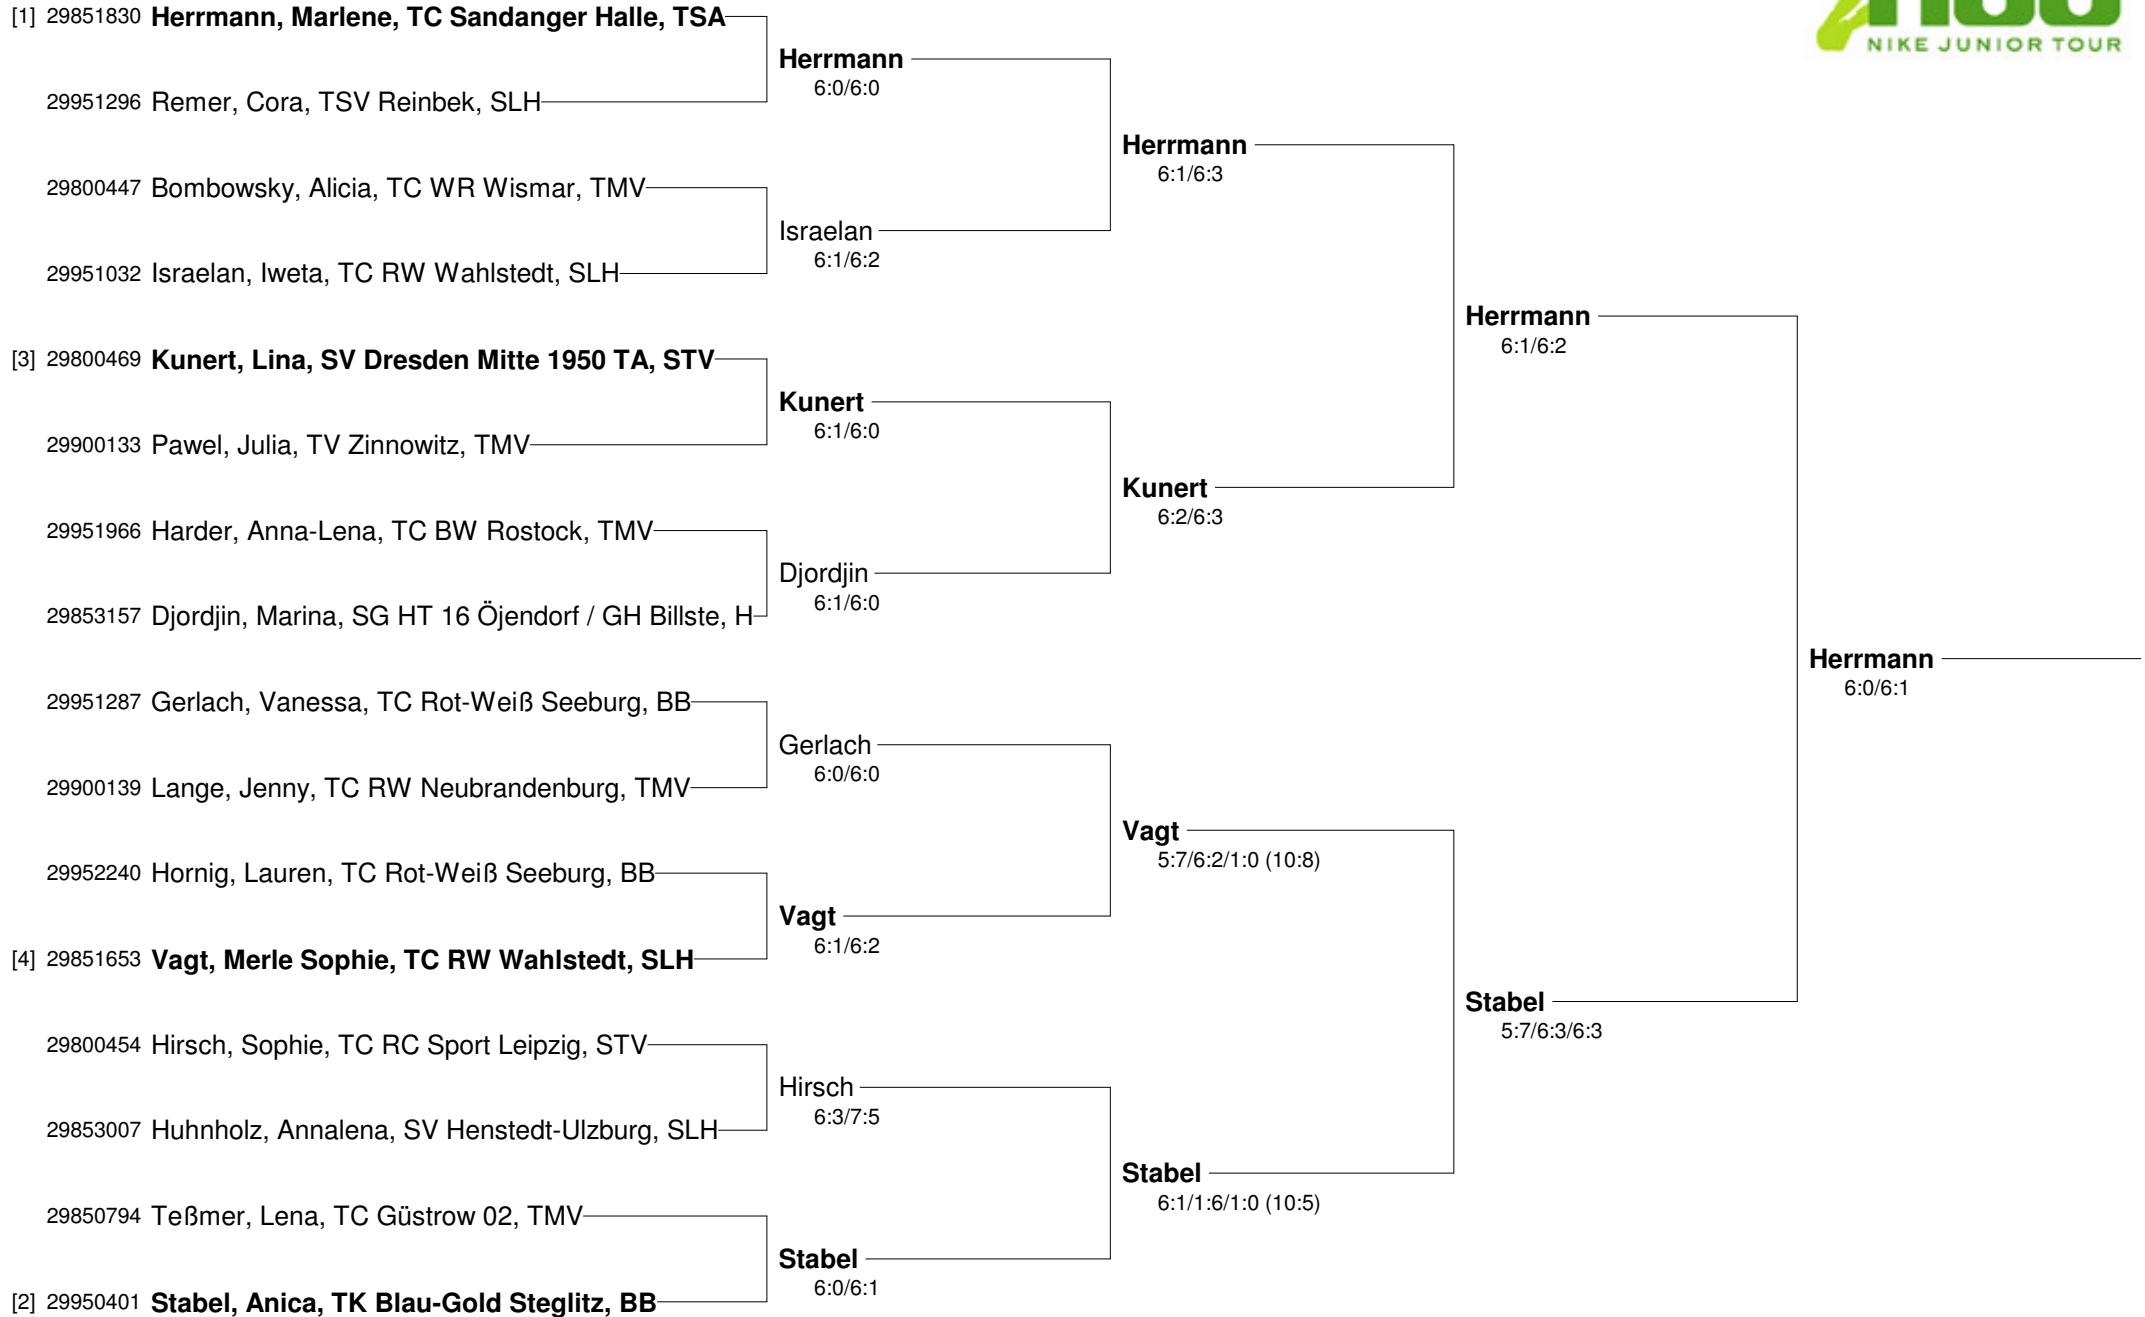 [1] 29851830 Herrmann, Marlene, TC Sandanger Halle, TSA
NIKE JUNIOR TOUR
Herrmann
6:0/6:0
29951296 Remer, Cora, TSV Reinbek, SLH
Herrmann
6:1/6:3
29800447 Bombowsky, Alicia, TC WR Wismar, TMV
Israelan
6:1/6:2
29951032 Israelan, Iweta, TC RW Wahlstedt, SLH
Herrmann
6:1/6:2
[3] 29800469 Kunert, Lina, SV Dresden Mitte 1950 TA, STV
Kunert
6:1/6:0
29900133 Pawel, Julia, TV Zinnowitz, TMV
Kunert
6:2/6:3
29951966 Harder, Anna-Lena, TC BW Rostock, TMV
Djordjin
6:1/6:0
29853157 Djordjin, Marina, SG HT 16 Öjendorf / GH Billste, H
Herrmann
6:0/6:1
29951287 Gerlach, Vanessa, TC Rot-Weiß Seeburg, BB
Gerlach
6:0/6:0
29900139 Lange, Jenny, TC RW Neubrandenburg, TMV
Vagt
5:7/6:2/1:0 (10:8)
29952240 Hornig, Lauren, TC Rot-Weiß Seeburg, BB
Vagt
6:1/6:2
[4] 29851653 Vagt, Merle Sophie, TC RW Wahlstedt, SLH
Stabel
5:7/6:3/6:3
29800454 Hirsch, Sophie, TC RC Sport Leipzig, STV
Hirsch
6:3/7:5
29853007 Huhnholz, Annalena, SV Henstedt-Ulzburg, SLH
Stabel
6:1/1:6/1:0 (10:5)
29850794 Teßmer, Lena, TC Güstrow 02, TMV
Stabel
6:0/6:1
[2] 29950401 Stabel, Anica, TK Blau-Gold Steglitz, BB